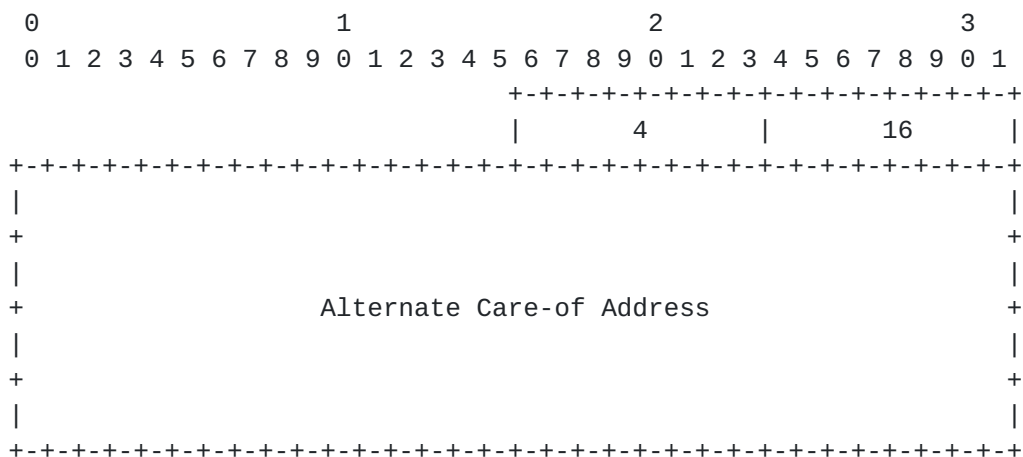 0                   1                   2                   3
 0 1 2 3 4 5 6 7 8 9 0 1 2 3 4 5 6 7 8 9 0 1 2 3 4 5 6 7 8 9 0 1
                                +-+-+-+-+-+-+-+-+-+-+-+-+-+-+-+-+
                                |       4       |       16      |
+-+-+-+-+-+-+-+-+-+-+-+-+-+-+-+-+-+-+-+-+-+-+-+-+-+-+-+-+-+-+-+-+
|                                                               |
+                                                               +
|                                                               |
+                   Alternate Care-of Address                   +
|                                                               |
+                                                               +
|                                                               |
+-+-+-+-+-+-+-+-+-+-+-+-+-+-+-+-+-+-+-+-+-+-+-+-+-+-+-+-+-+-+-+-+